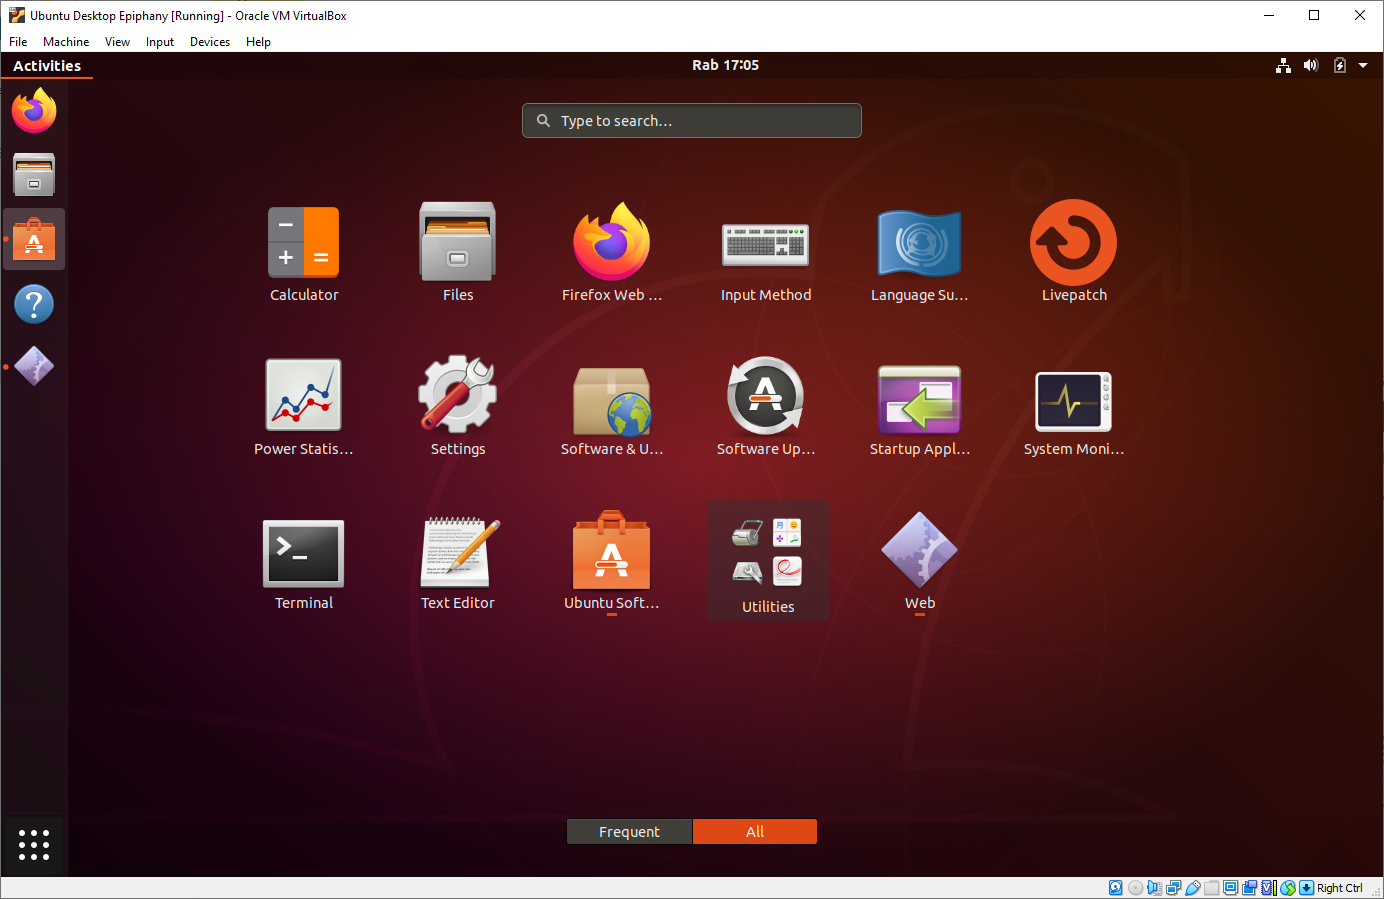 Ubuntu Desktop Epiphany [Running] - Oracle VM VirtualBox
File Machine View Input Devices Help
Activities
Rab 17:05
Type to search...
Calculator
Files
Firefox Web ...
Input Method
Language Su...
Livepatch
Power Statis...
Settings
Software & U...
Software Up...
Startup Appl...
System Moni...
Terminal
Text Editor
Ubuntu Soft...
Utilities
Web
Frequent
All
Right Ctrl